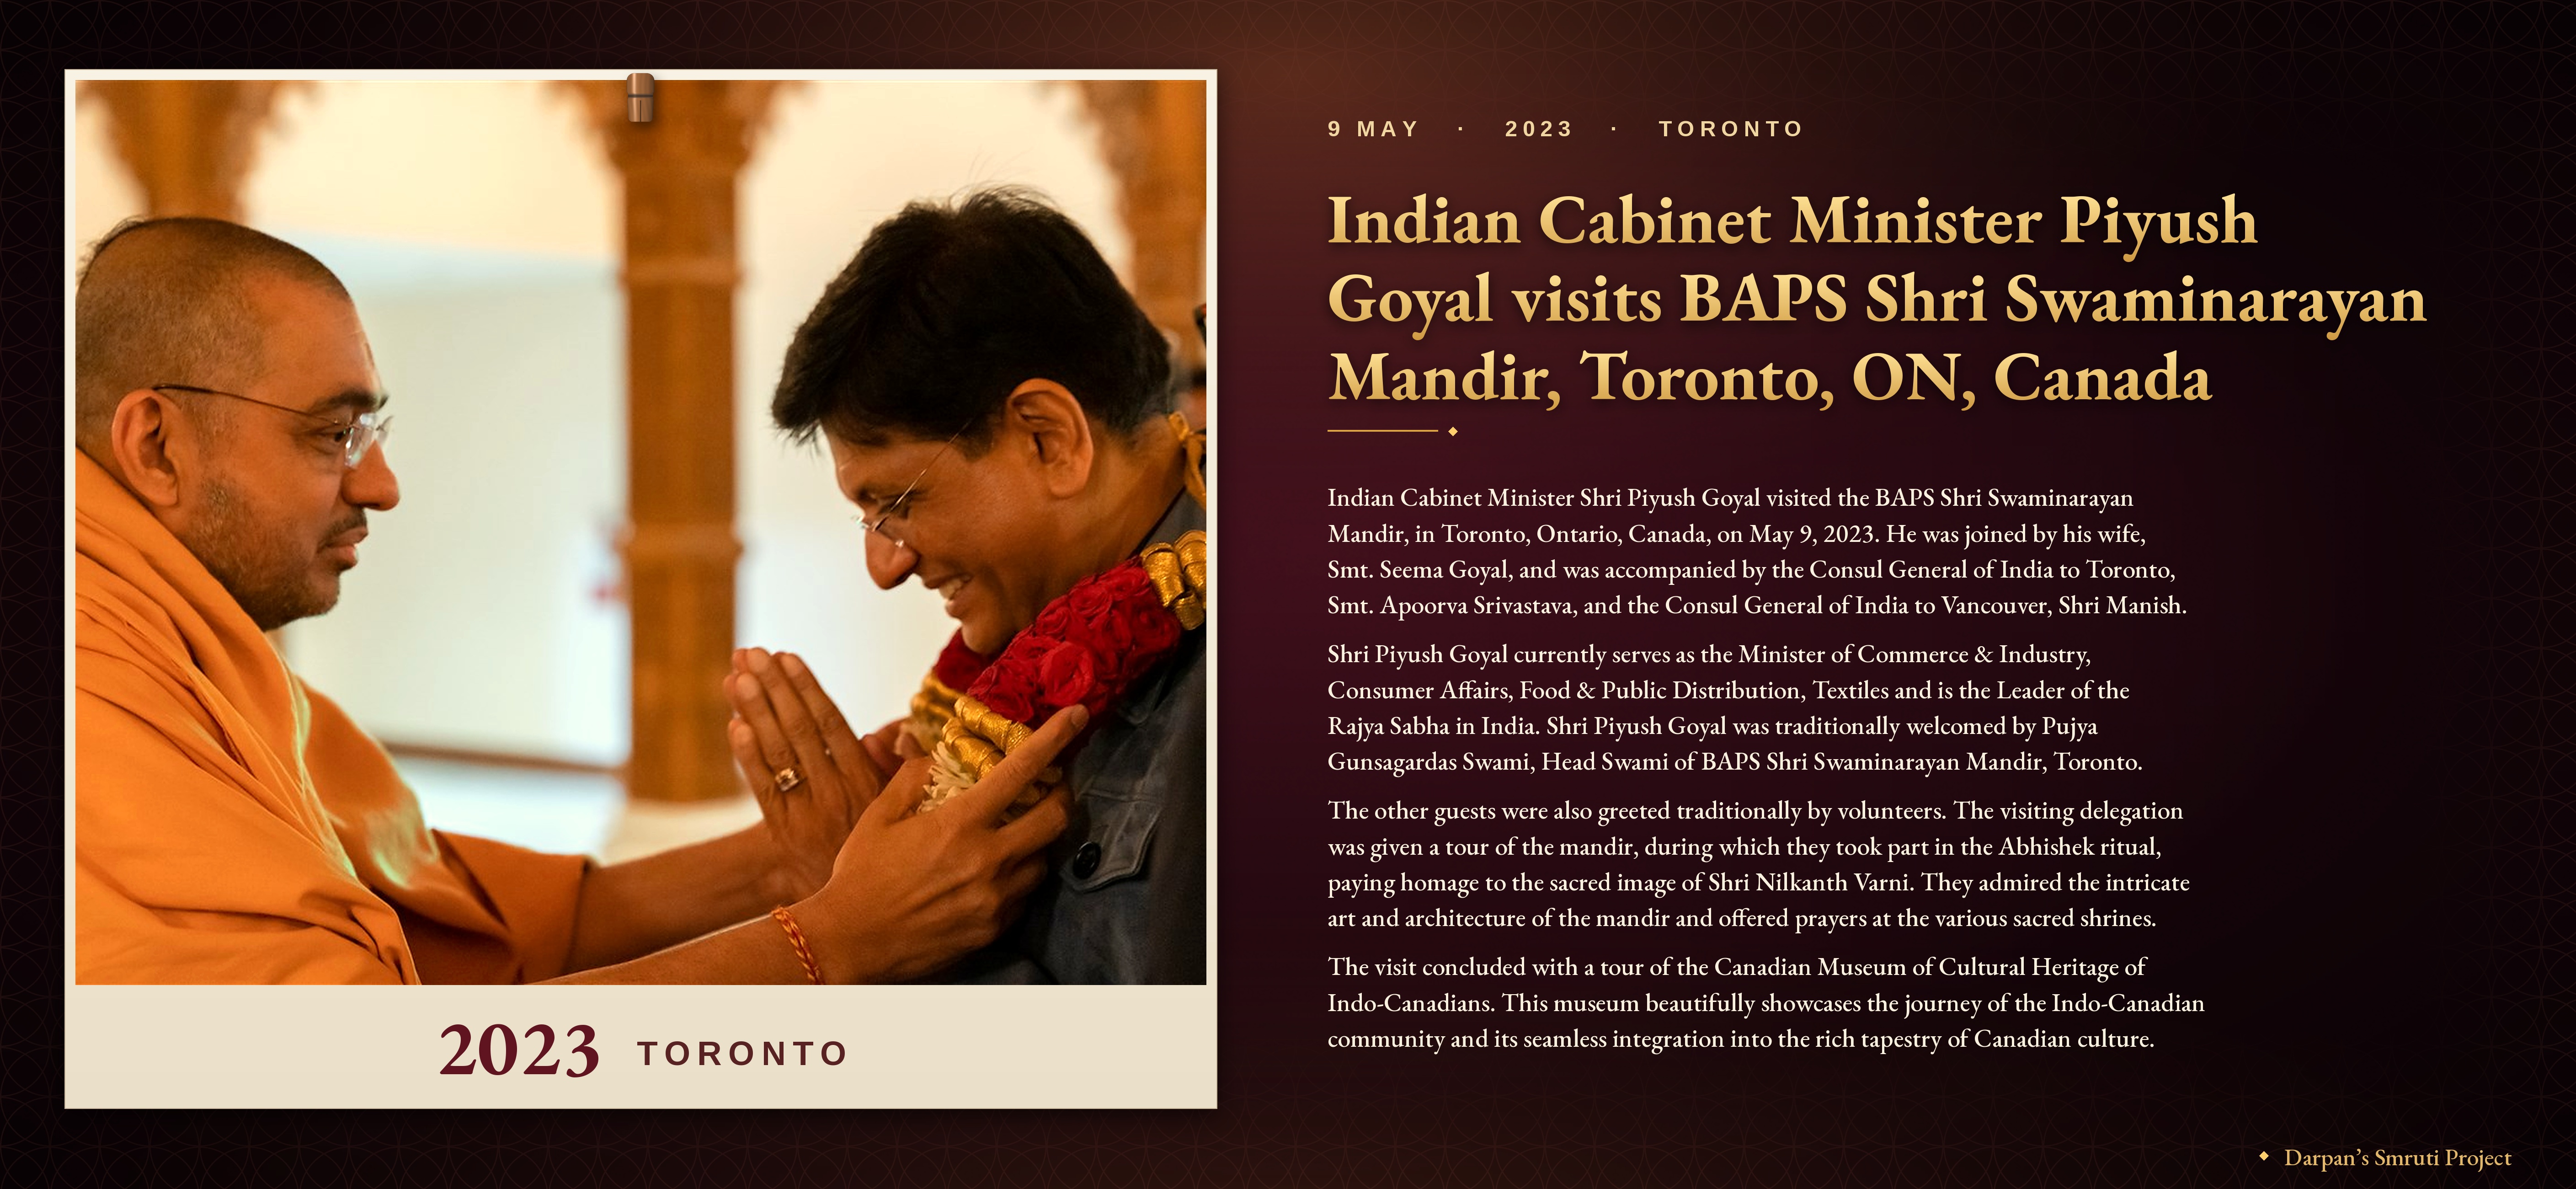 2023 TORONTO
9 MAY · 2023 · TORONTO
Indian Cabinet Minister Piyush
Goyal visits BAPS Shri Swaminarayan
Mandir, Toronto, ON, Canada
Indian Cabinet Minister Shri Piyush Goyal visited the BAPS Shri Swaminarayan
Mandir, in Toronto, Ontario, Canada, on May 9, 2023. He was joined by his wife,
Smt. Seema Goyal, and was accompanied by the Consul General of India to Toronto,
Smt. Apoorva Srivastava, and the Consul General of India to Vancouver, Shri Manish.
Shri Piyush Goyal currently serves as the Minister of Commerce & Industry,
Consumer Affairs, Food & Public Distribution, Textiles and is the Leader of the
Rajya Sabha in India. Shri Piyush Goyal was traditionally welcomed by Pujya
Gunsagardas Swami, Head Swami of BAPS Shri Swaminarayan Mandir, Toronto.
The other guests were also greeted traditionally by volunteers. The visiting delegation
was given a tour of the mandir, during which they took part in the Abhishek ritual,
paying homage to the sacred image of Shri Nilkanth Varni. They admired the intricate
art and architecture of the mandir and offered prayers at the various sacred shrines.
The visit concluded with a tour of the Canadian Museum of Cultural Heritage of
Indo-Canadians. This museum beautifully showcases the journey of the Indo-Canadian
community and its seamless integration into the rich tapestry of Canadian culture.
Darpan’s Smruti Project